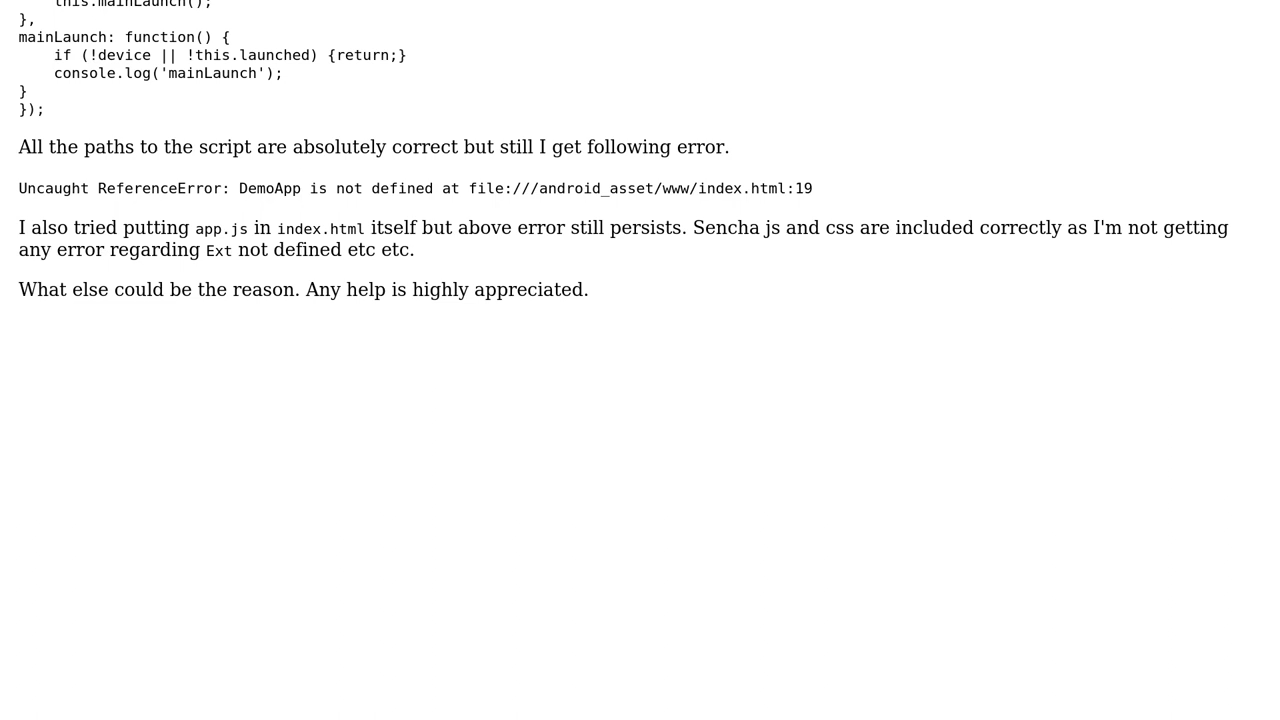 this.mainLaunch();
},
mainLaunch: function() {
    if (!device || !this.launched) {return;}
    console.log('mainLaunch');
}
});
All the paths to the script are absolutely correct but still I get following error.
Uncaught ReferenceError: DemoApp is not defined at file:///android_asset/www/index.html:19
I also tried putting app.js in index.html itself but above error still persists. Sencha js and css are included correctly as I'm not getting
any error regarding Ext not defined etc etc.
What else could be the reason. Any help is highly appreciated.